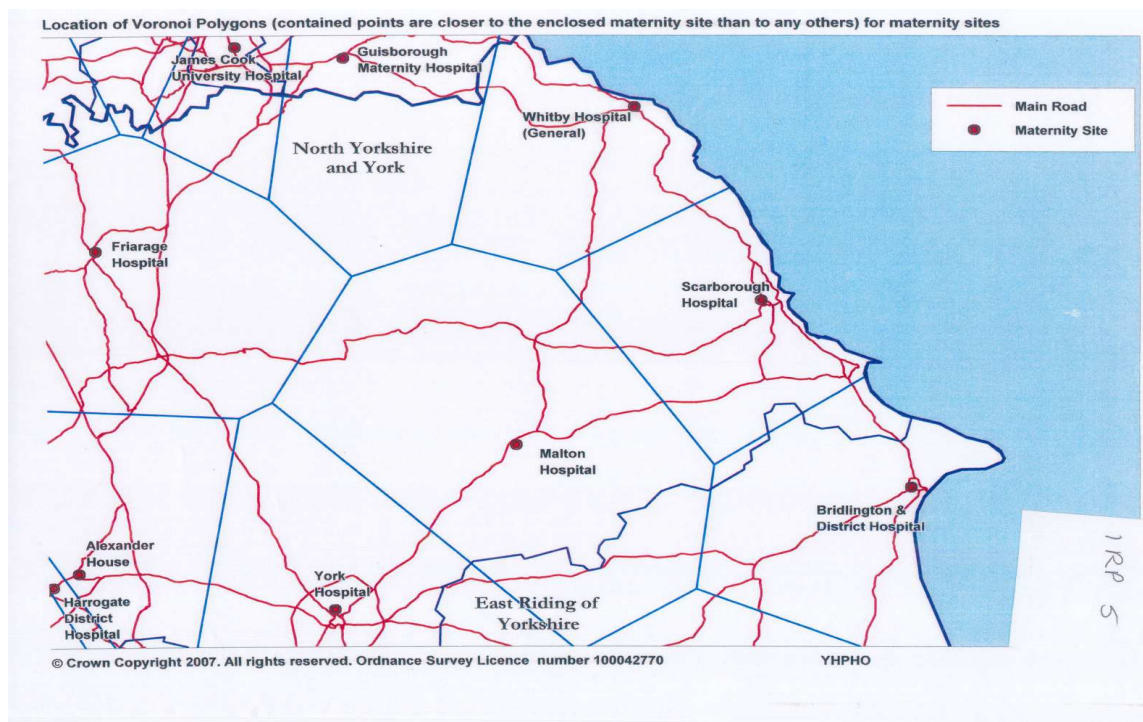 Location of Voronoi Polygons (contained points are closer to the enclosed maternity site than to any others) for maternity sites
James Cook
University Hospital
Guisborough
Maternity Hospital
Whitby Hospital
(General)
Main Road
Maternity Site
North Yorkshire
and York
Friarage
Hospital
Scarborough
Hospital
Malton
Hospital
Bridlington &
District Hospital
Alexander
House
Harrogate
District
Hospital
York
Hospital
East Riding of
Yorkshire
IRP 5
© Crown Copyright 2007. All rights reserved. Ordnance Survey Licence number 100042770
YHPHO